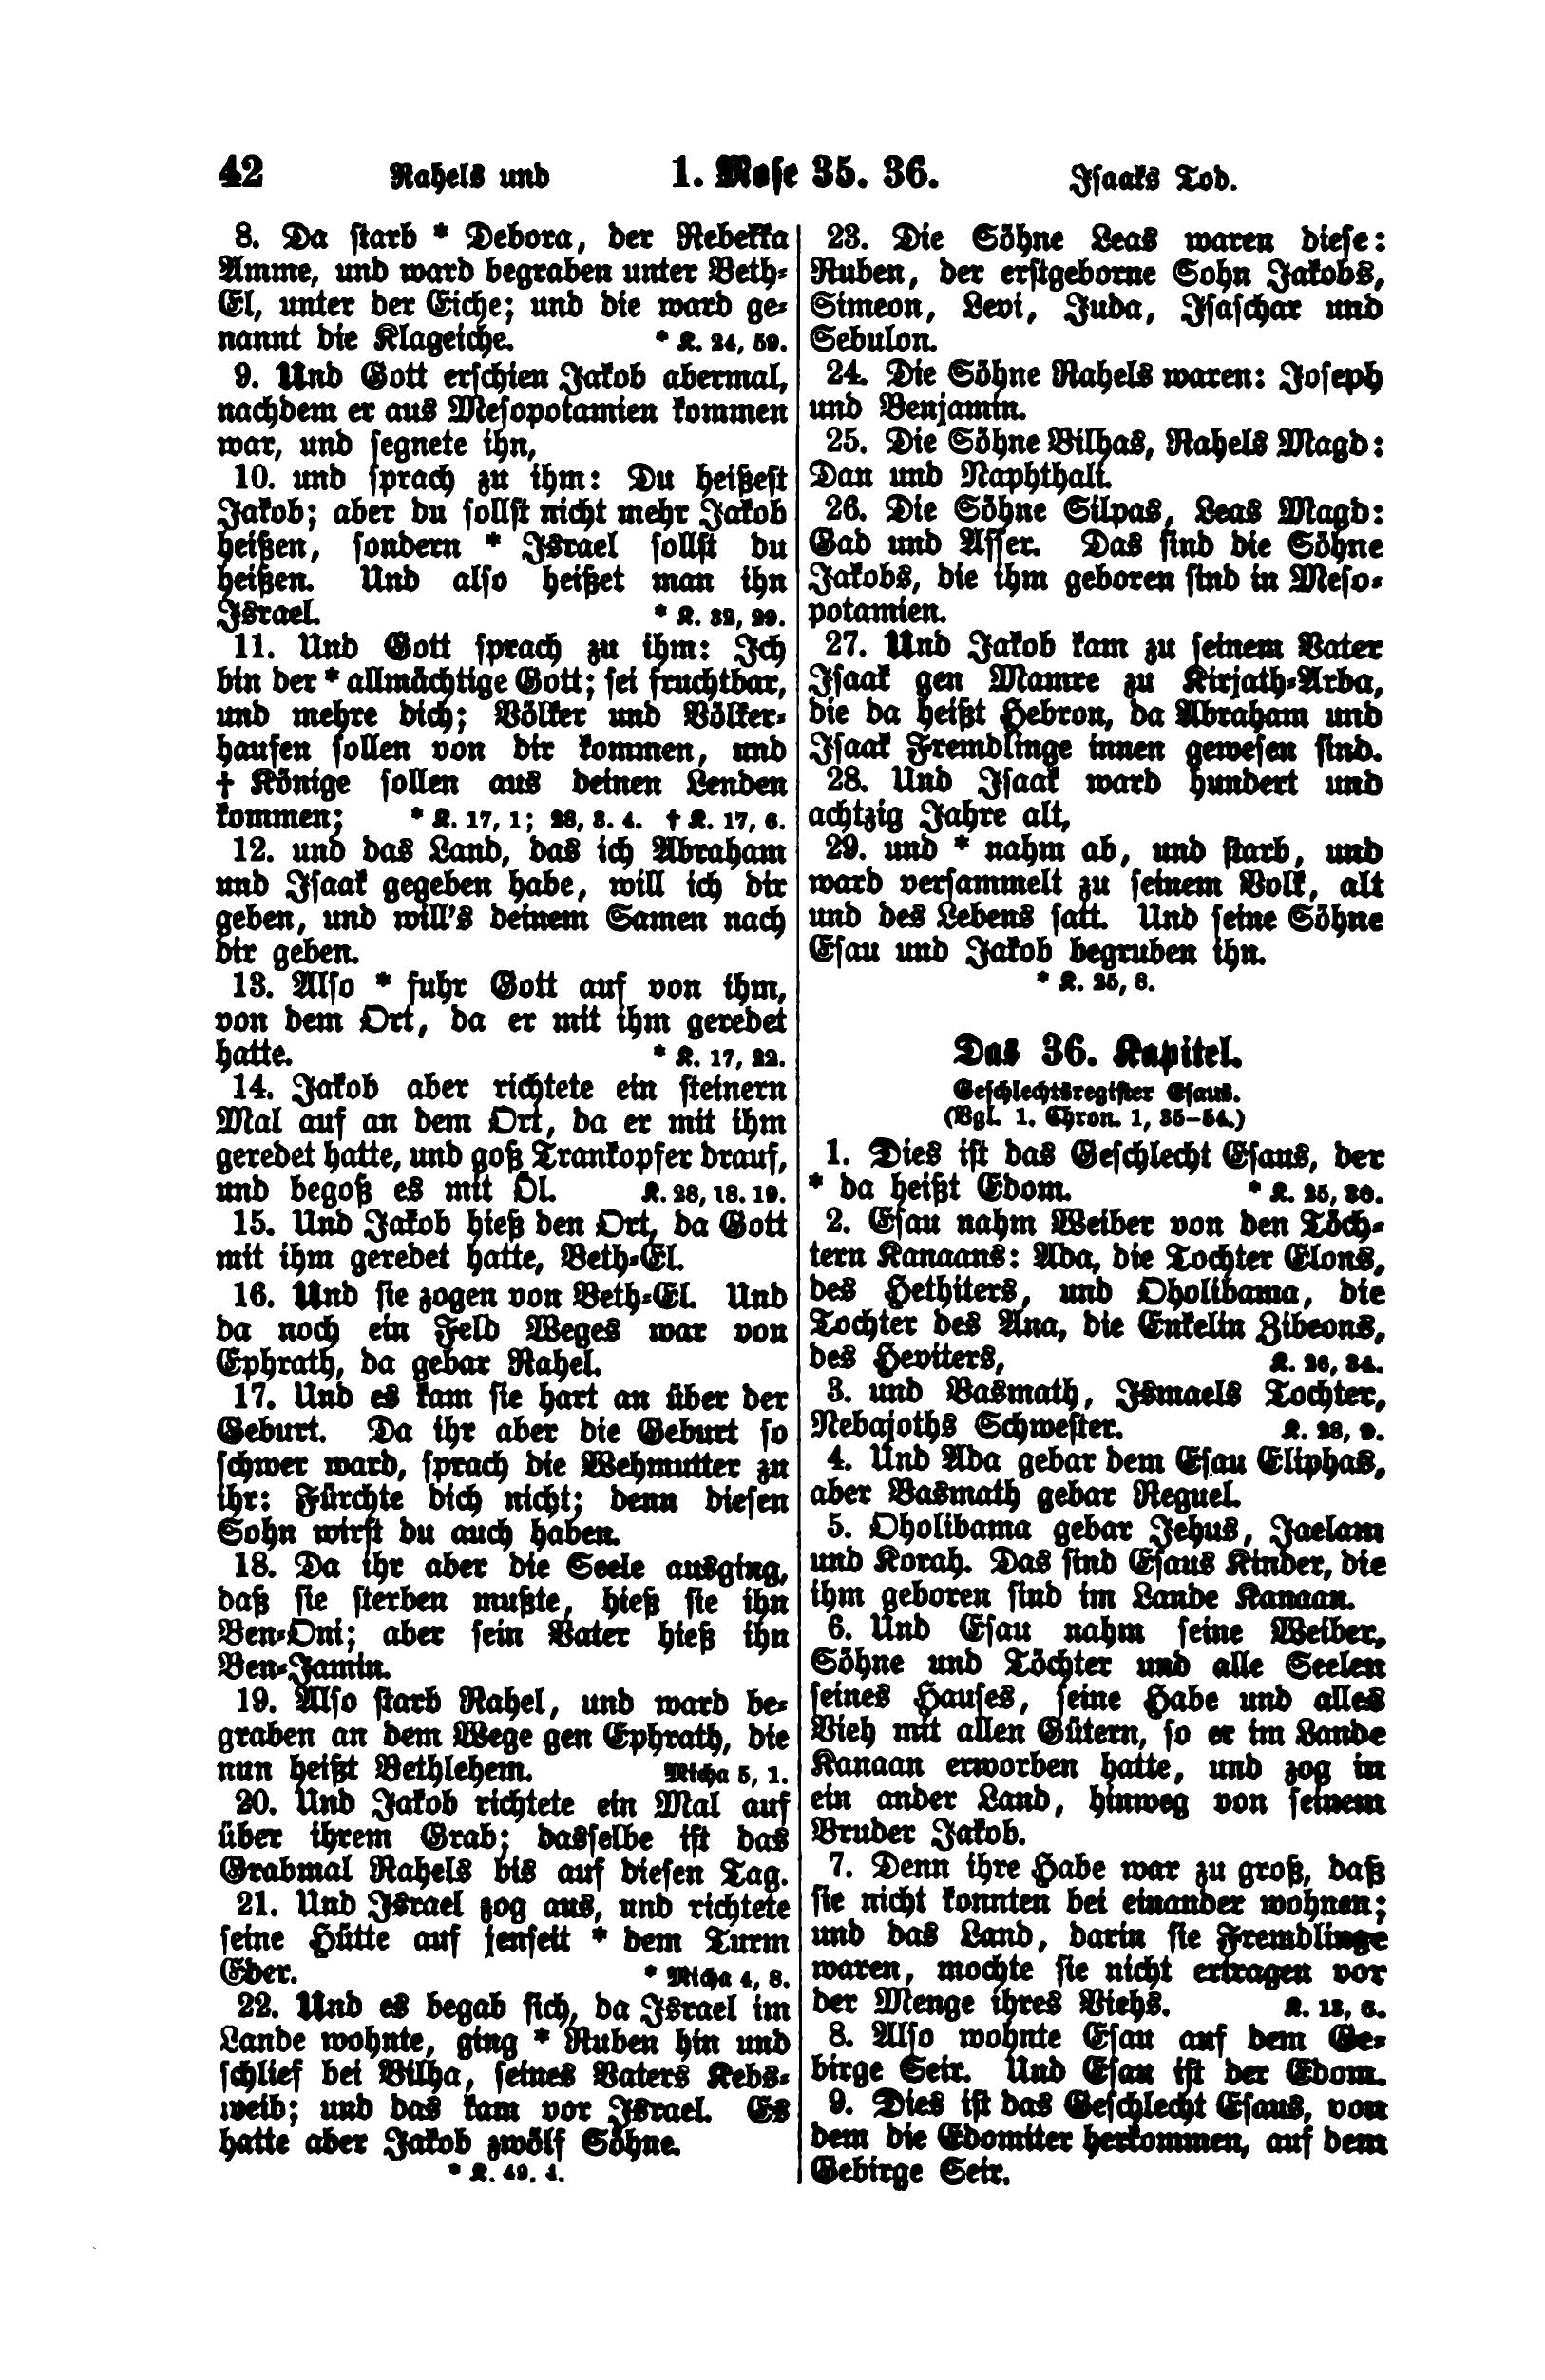 42 Rahels und 1. Mose 35. 36. Isaaks Tod.
8. Da starb * Debora, der Rebekka
Amme, und ward begraben unter Beth-
El, unter der Eiche; und die ward ge-
nannt die Klageiche. * K. 24, 59.
9. Und Gott erschien Jakob abermal,
nachdem er aus Mesopotamien kommen
war, und segnete ihn,
10. und sprach zu ihm: Du heißest
Jakob; aber du sollst nicht mehr Jakob
heißen, sondern * Israel sollst du
heißen. Und also heißet man ihn
Israel. * K. 32, 29.
11. Und Gott sprach zu ihm: Ich
bin der * allmächtige Gott; sei fruchtbar,
und mehre dich; Völker und Völker-
haufen sollen von dir kommen, und
† Könige sollen aus deinen Lenden
kommen; * K. 17, 1; 28, 3. 4. † K. 17, 6.
12. und das Land, das ich Abraham
und Isaak gegeben habe, will ich dir
geben, und will's deinem Samen nach
dir geben.
13. Also * fuhr Gott auf von ihm,
von dem Ort, da er mit ihm geredet
hatte. * K. 17, 22.
14. Jakob aber richtete ein steinern
Mal auf an dem Ort, da er mit ihm
geredet hatte, und goß Trankopfer drauf,
und begoß es mit Öl. K. 28, 18. 19.
15. Und Jakob hieß den Ort, da Gott
mit ihm geredet hatte, Beth-El.
16. Und sie zogen von Beth-El. Und
da noch ein Feld Weges war von
Ephrath, da gebar Rahel.
17. Und es kam sie hart an über der
Geburt. Da ihr aber die Geburt so
schwer ward, sprach die Wehmutter zu
ihr: Fürchte dich nicht; denn diesen
Sohn wirst du auch haben.
18. Da ihr aber die Seele ausging,
daß sie sterben mußte, hieß sie ihn
Ben-Oni; aber sein Vater hieß ihn
Ben-Jamin.
19. Also starb Rahel, und ward be-
graben an dem Wege gen Ephrath, die
nun heißt Bethlehem. Micha 5, 1.
20. Und Jakob richtete ein Mal auf
über ihrem Grab; dasselbe ist das
Grabmal Rahels bis auf diesen Tag.
21. Und Israel zog aus, und richtete
seine Hütte auf jenseit * dem Turm
Eder. * Micha 4, 8.
22. Und es begab sich, da Israel im
Lande wohnte, ging * Ruben hin und
schlief bei Bilha, seines Vaters Kebs-
weib; und das kam vor Israel. Es
hatte aber Jakob zwölf Söhne.
* K. 49. 4.
23. Die Söhne Leas waren diese:
Ruben, der erstgeborne Sohn Jakobs,
Simeon, Levi, Juda, Isaschar und
Sebulon.
24. Die Söhne Rahels waren: Joseph
und Benjamin.
25. Die Söhne Bilhas, Rahels Magd:
Dan und Naphthali.
26. Die Söhne Silpas, Leas Magd:
Gad und Asser. Das sind die Söhne
Jakobs, die ihm geboren sind in Meso-
potamien.
27. Und Jakob kam zu seinem Vater
Isaak gen Mamre zu Kirjath-Arba,
die da heißt Hebron, da Abraham und
Isaak Fremdlinge innen gewesen sind.
28. Und Isaak ward hundert und
achtzig Jahre alt,
29. und * nahm ab, und starb, und
ward versammelt zu seinem Volk, alt
und des Lebens satt. Und seine Söhne
Esau und Jakob begruben ihn.
* K. 25, 8.
Das 36. Kapitel.
Geschlechtsregister Esaus.
(Vgl. 1. Chron. 1, 35–54.)
1. Dies ist das Geschlecht Esaus, der
* da heißt Edom. * K. 25, 30.
2. Esau nahm Weiber von den Töch-
tern Kanaans: Ada, die Tochter Elons,
des Hethiters, und Oholibama, die
Tochter des Ana, die Enkelin Zibeons,
des Heviters, K. 26, 34.
3. und Basmath, Ismaels Tochter,
Nebajoths Schwester. K. 28, 9.
4. Und Ada gebar dem Esau Eliphas,
aber Basmath gebar Reguel.
5. Oholibama gebar Jehus, Jaelam
und Korah. Das sind Esaus Kinder, die
ihm geboren sind im Lande Kanaan.
6. Und Esau nahm seine Weiber,
Söhne und Töchter und alle Seelen
seines Hauses, seine Habe und alles
Vieh mit allen Gütern, so er im Lande
Kanaan erworben hatte, und zog in
ein ander Land, hinweg von seinem
Bruder Jakob.
7. Denn ihre Habe war zu groß, daß
sie nicht konnten bei einander wohnen;
und das Land, darin sie Fremdlinge
waren, mochte sie nicht ertragen vor
der Menge ihres Viehs. K. 13, 6.
8. Also wohnte Esau auf dem Ge-
birge Seir. Und Esau ist der Edom.
9. Dies ist das Geschlecht Esaus, von
dem die Edomiter herkommen, auf dem
Gebirge Seir.